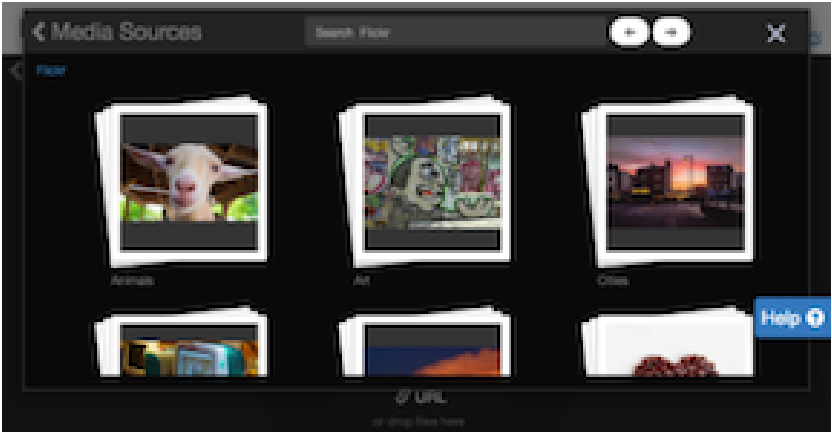 Media Sources
Search Flickr
Flickr
Animals
Art
Cities
Help
URL
or drop files here